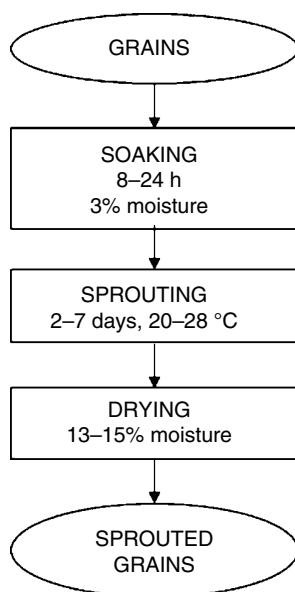 GRAINS
SOAKING
8–24 h
3% moisture
SPROUTING
2–7 days, 20–28 °C
DRYING
13–15% moisture
SPROUTED
GRAINS